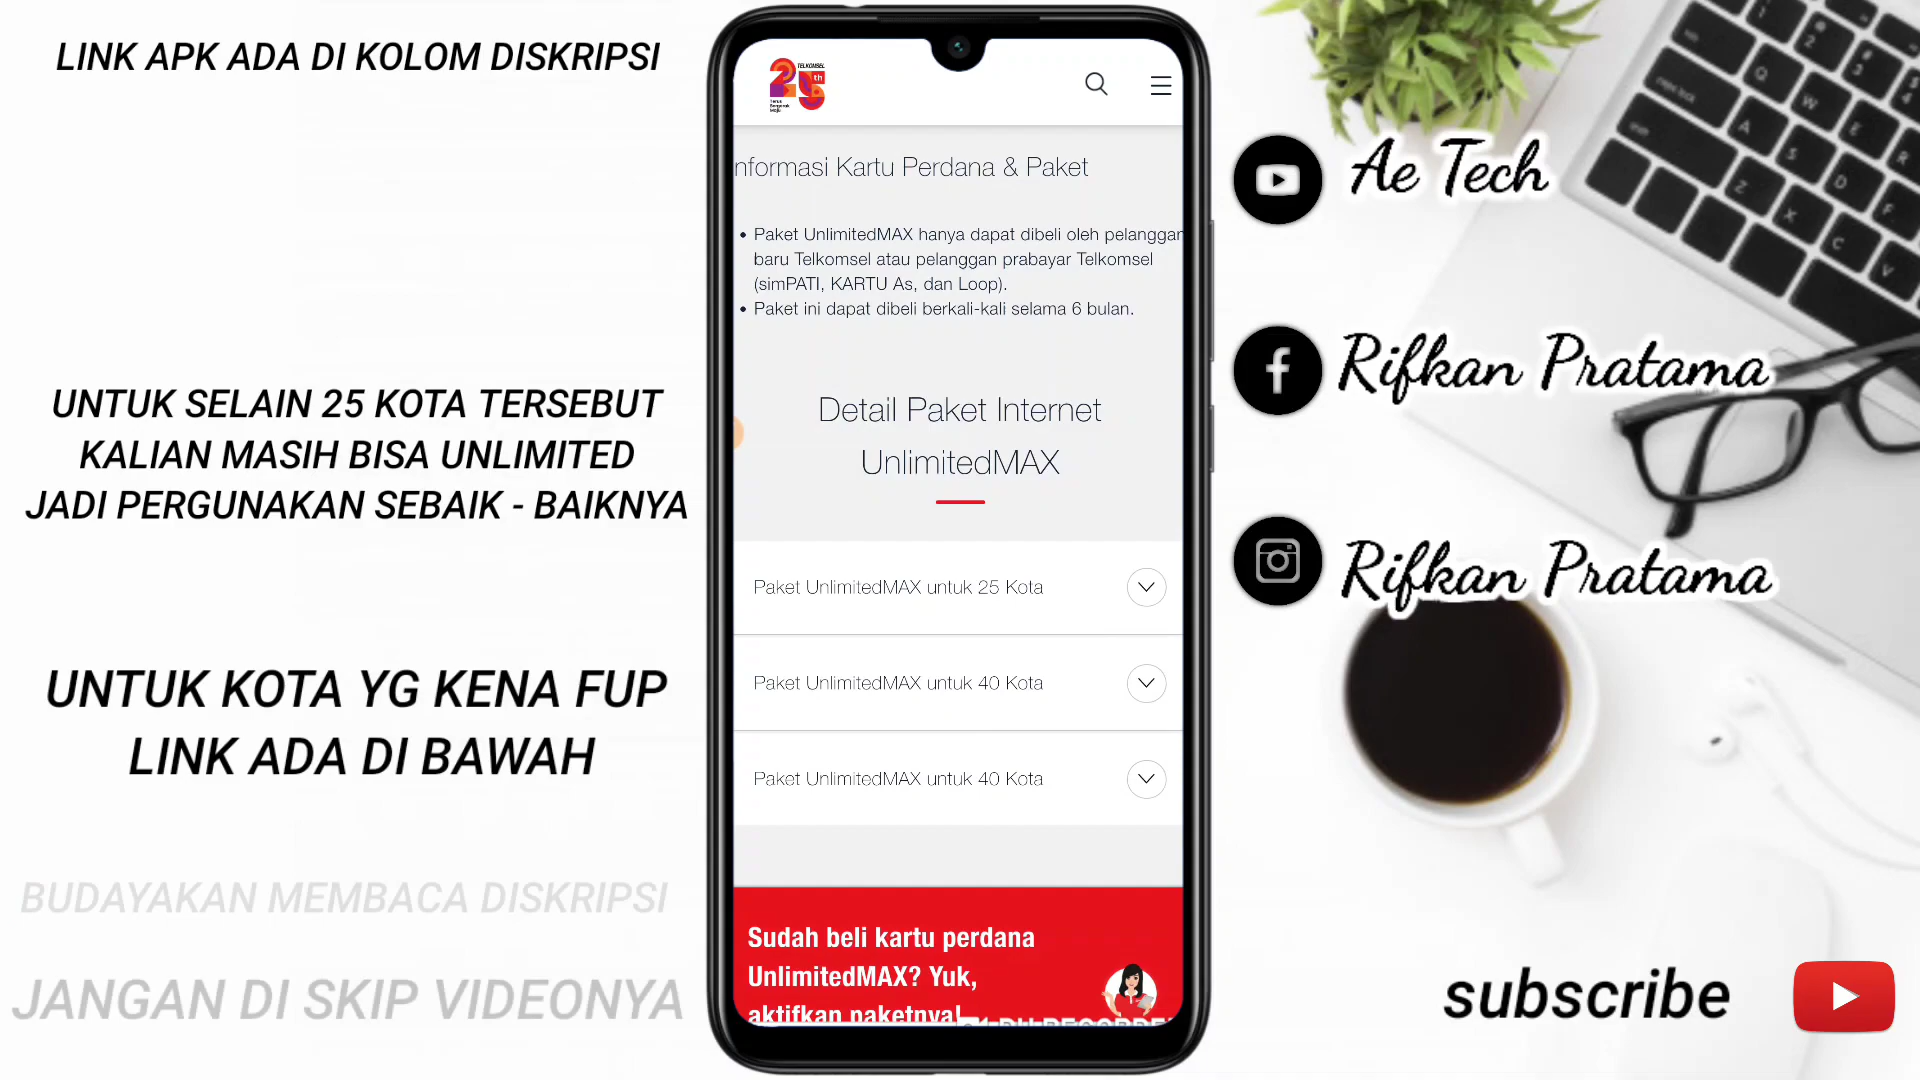 LINK APK ADA DI KOLOM DISKRIPSI
UNTUK SELAIN 25 KOTA TERSEBUT
KALIAN MASIH BISA UNLIMITED
JADI PERGUNAKAN SEBAIK - BAIKNYA
UNTUK KOTA YG KENA FUP
LINK ADA DI BAWAH
BUDAYAKAN MEMBACA DISKRIPSI
JANGAN DI SKIP VIDEONYA
TELKOMSEL
25th
Terus
Bergerak
Maju
nformasi Kartu Perdana & Paket
• Paket UnlimitedMAX hanya dapat dibeli oleh pelanggan
baru Telkomsel atau pelanggan prabayar Telkomsel
(simPATI, KARTU As, dan Loop).
• Paket ini dapat dibeli berkali-kali selama 6 bulan.
Detail Paket Internet
UnlimitedMAX
Paket UnlimitedMAX untuk 25 Kota
Paket UnlimitedMAX untuk 40 Kota
Paket UnlimitedMAX untuk 40 Kota
Sudah beli kartu perdana
UnlimitedMAX? Yuk,
aktifkan paketnya!
Ae Tech
Rifkan Pratama
Rifkan Pratama
subscribe